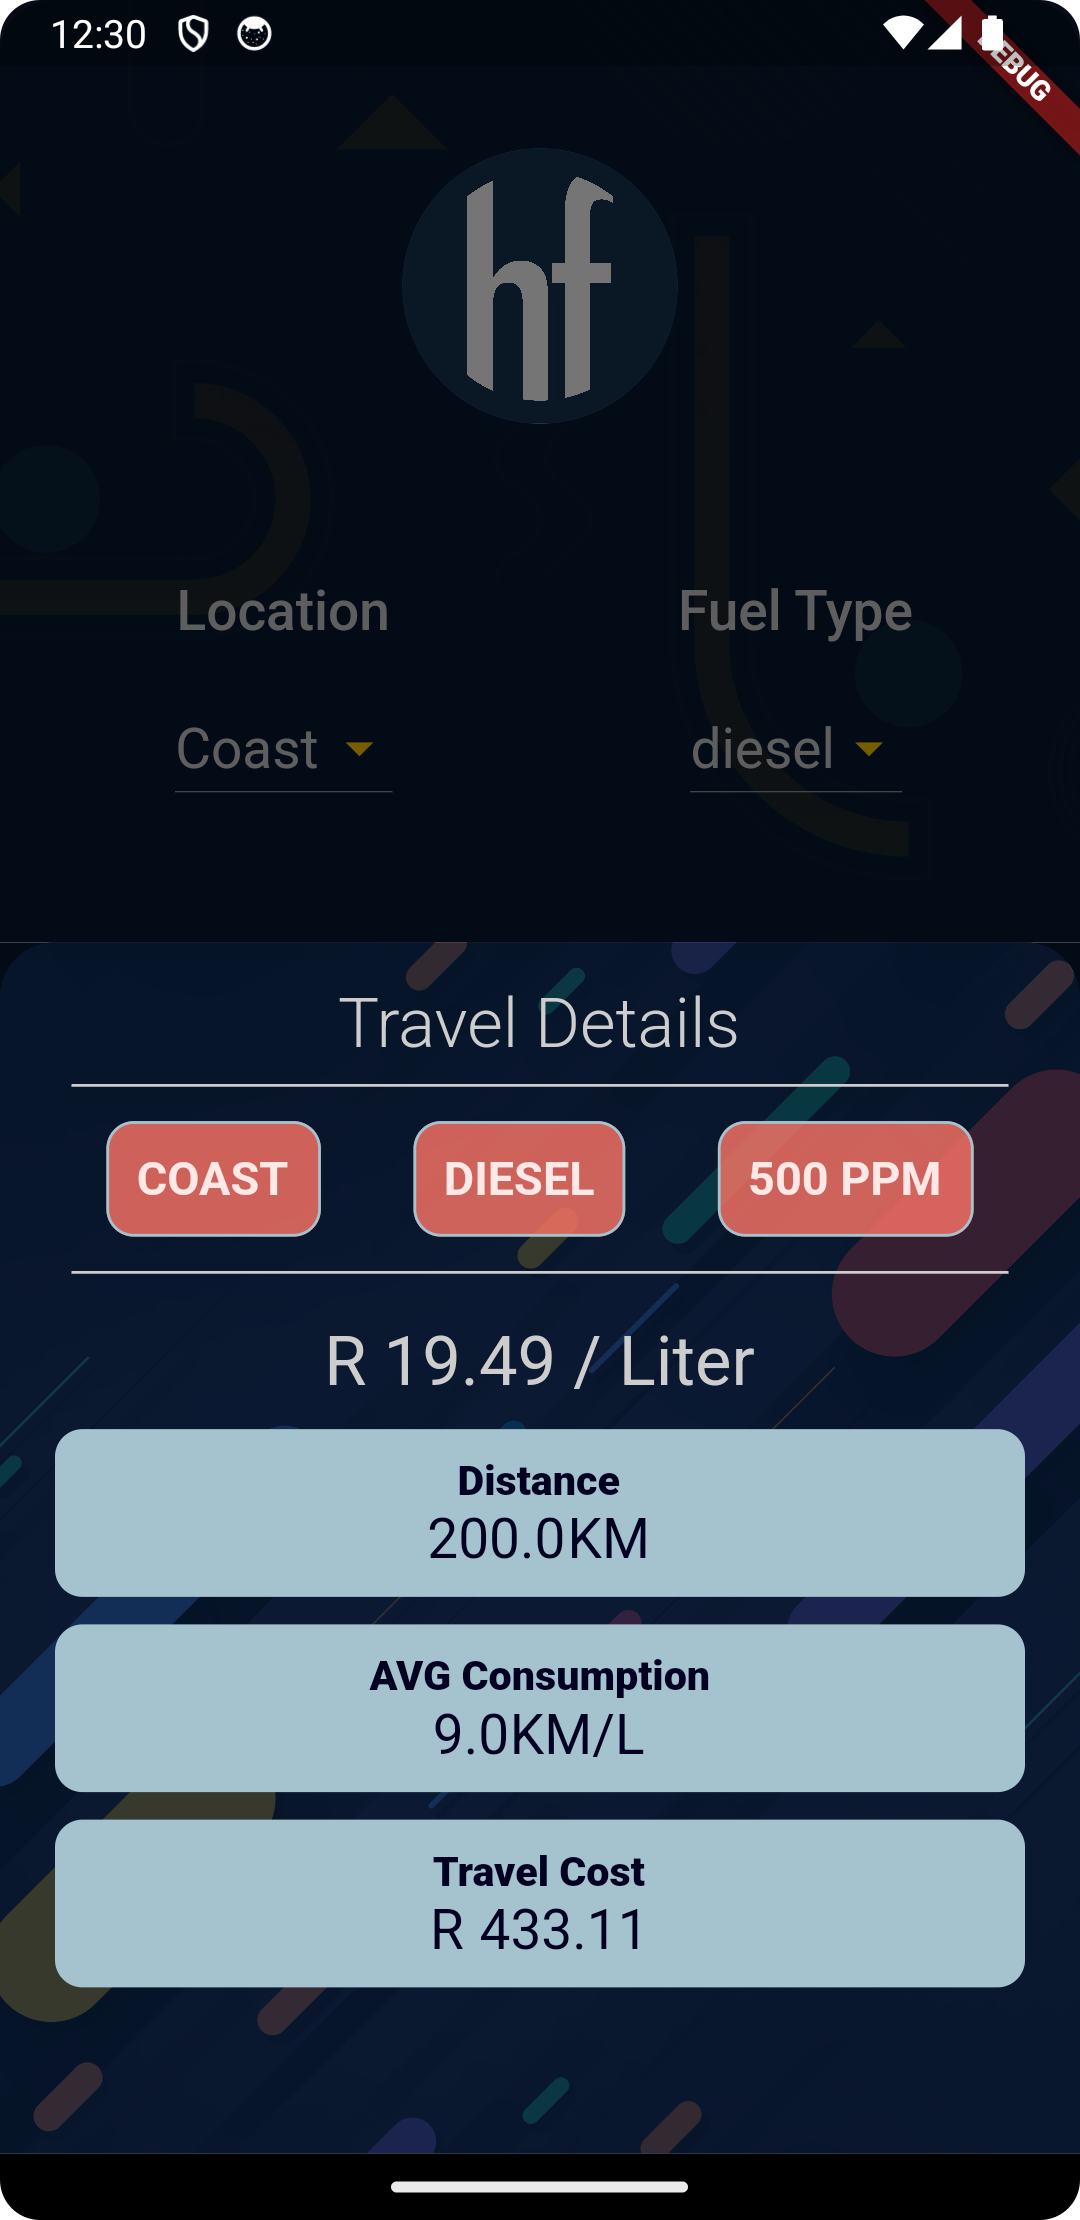 12:30
DEBUG
hf
Location
Fuel Type
Coast
diesel
Travel Details
COAST
DIESEL
500 PPM
R 19.49 / Liter
Distance
200.0KM
AVG Consumption
9.0KM/L
Travel Cost
R 433.11